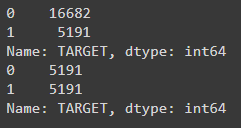 0    16682
1     5191
Name: TARGET, dtype: int64
0    5191
1    5191
Name: TARGET, dtype: int64